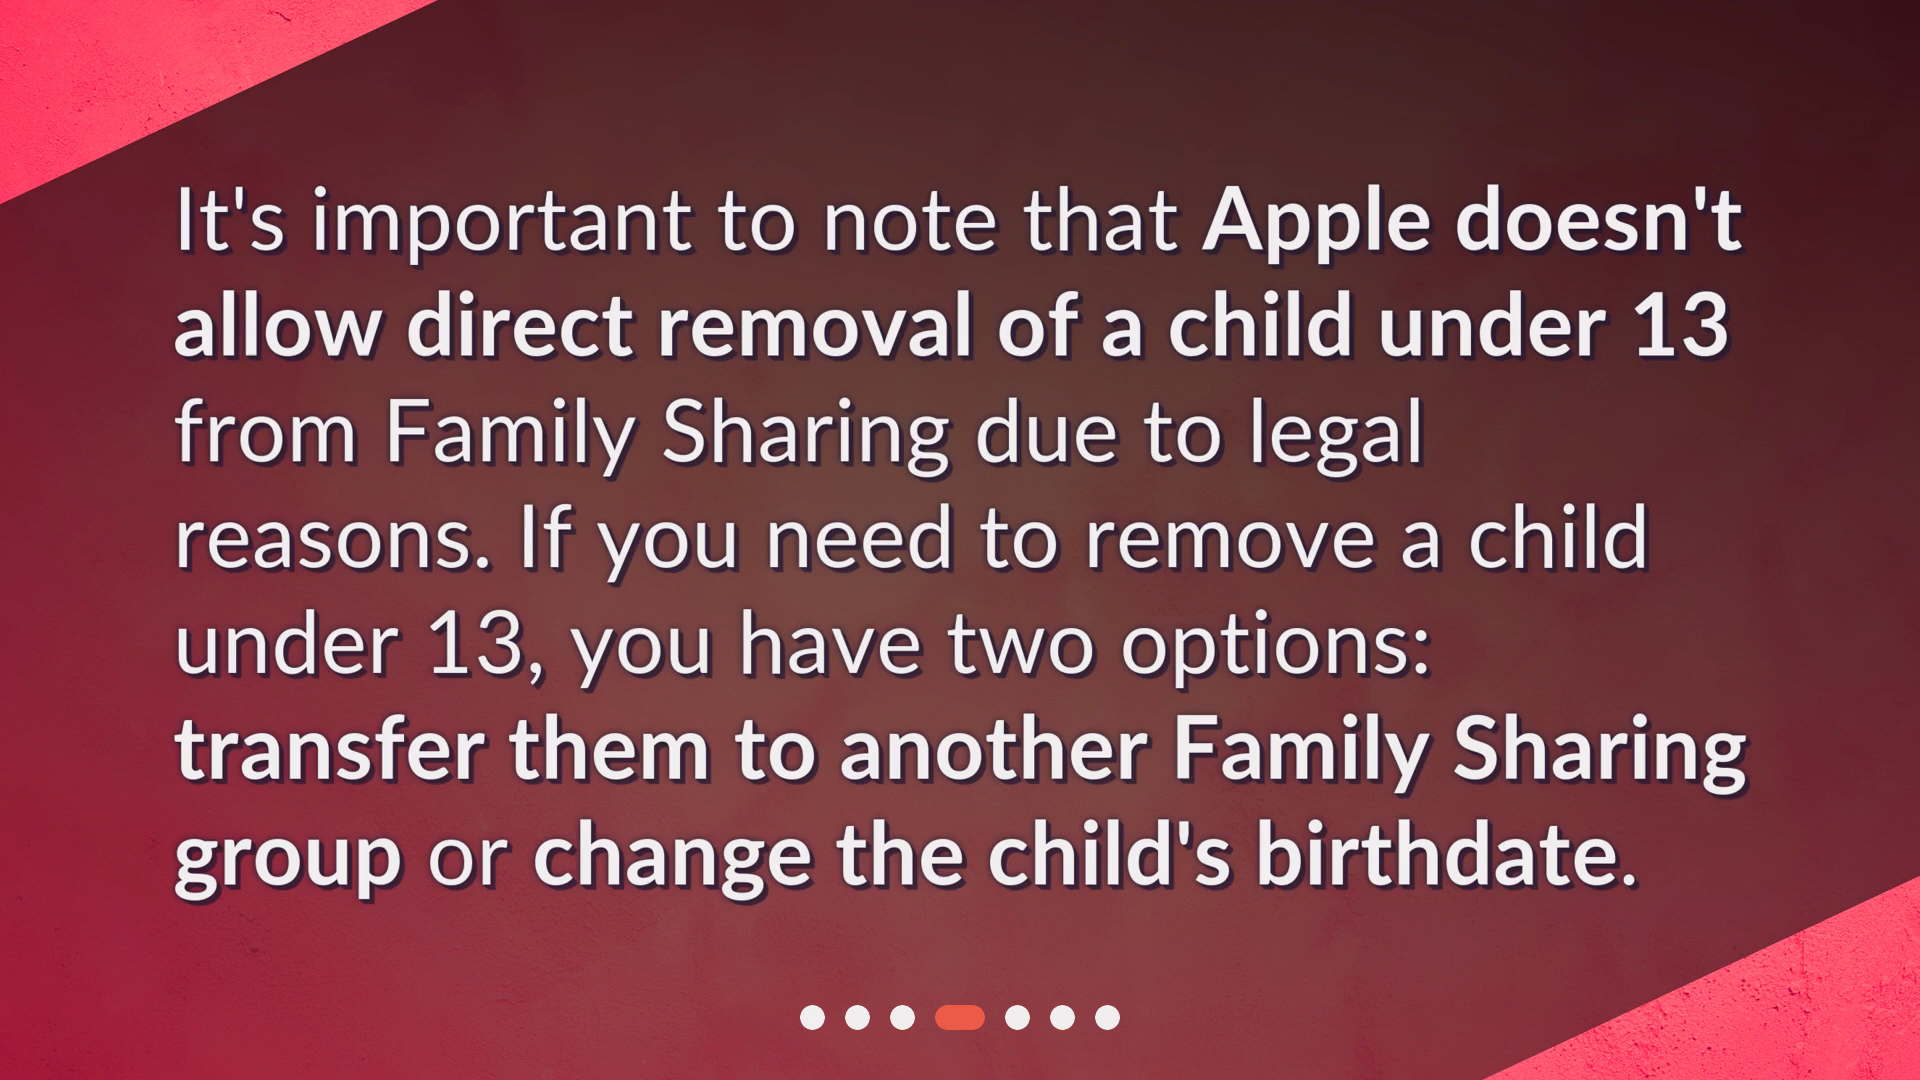 It's important to note that Apple doesn't
allow direct removal of a child under 13
from Family Sharing due to legal
reasons. If you need to remove a child
under 13, you have two options:
transfer them to another Family Sharing
group or change the child's birthdate.